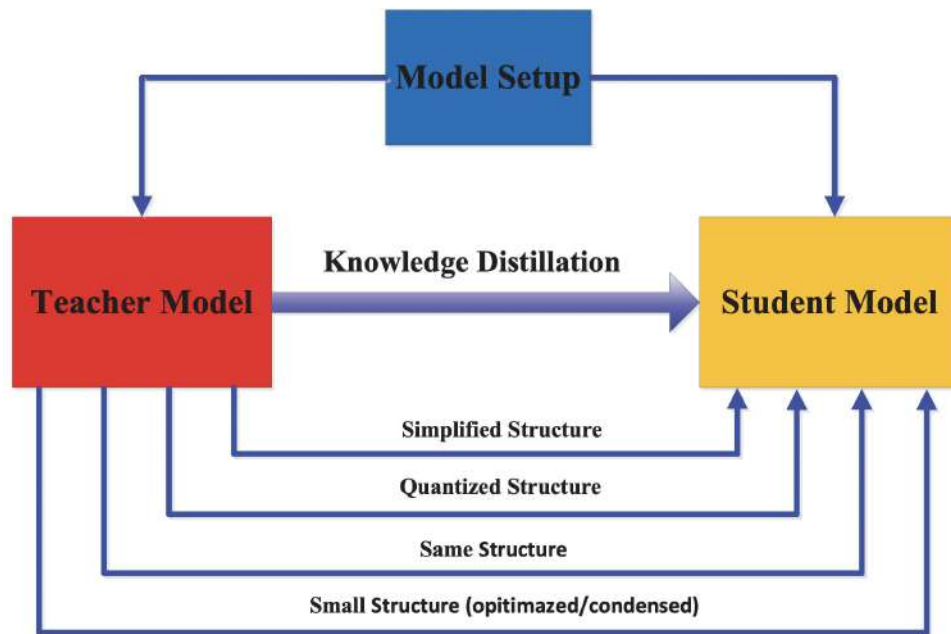 Model Setup
Knowledge Distillation
Teacher Model
Student Model
Simplified Structure
Quantized Structure
Same Structure
Small Structure (opitimazed/condensed)